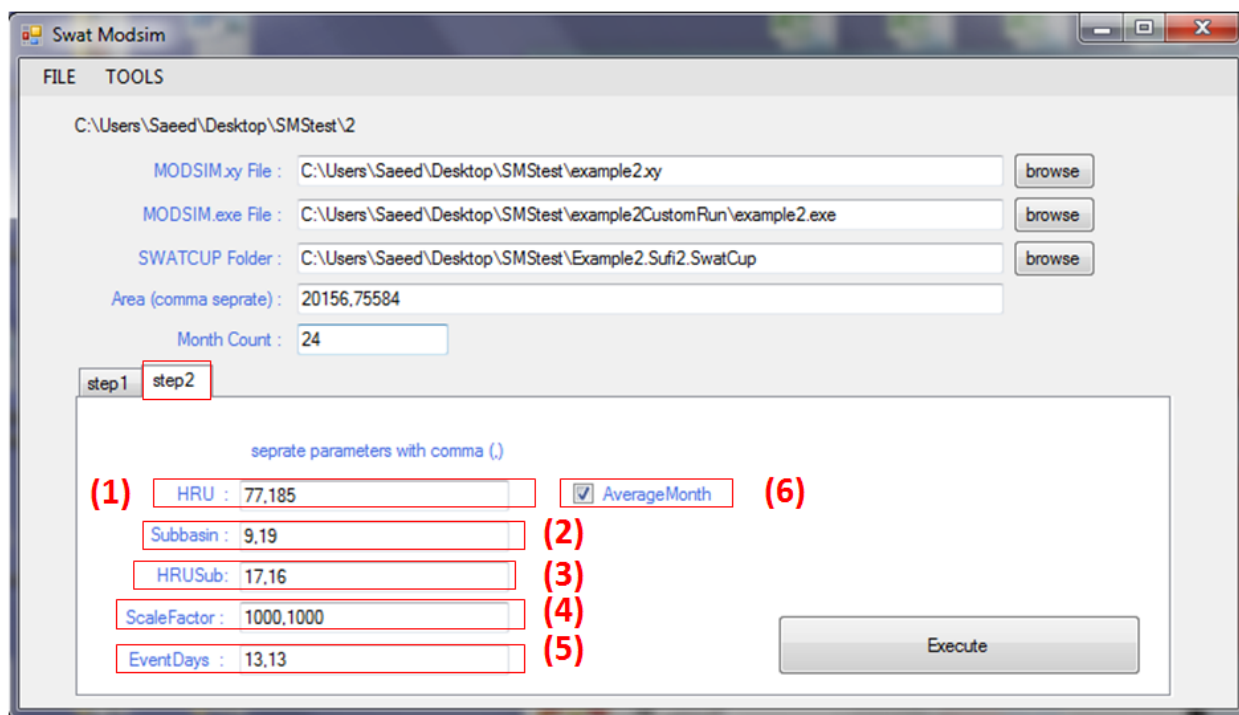 Swat Modsim
FILE TOOLS
C:\Users\Saeed\Desktop\SMStest\2
MODSIM.xy File : C:\Users\Saeed\Desktop\SMStest\example2.xy browse
MODSIM.exe File : C:\Users\Saeed\Desktop\SMStest\example2CustomRun\example2.exe browse
SWATCUP Folder : C:\Users\Saeed\Desktop\SMStest\Example2.Sufi2.SwatCup browse
Area (comma seprate) : 20156,75584
Month Count : 24
step1 step2
seprate parameters with comma (,)
(1) HRU : 77,185 AverageMonth (6)
Subbasin : 9,19 (2)
HRUSub: 17,16 (3)
ScaleFactor : 1000,1000 (4)
EventDays : 13,13 (5)
Execute